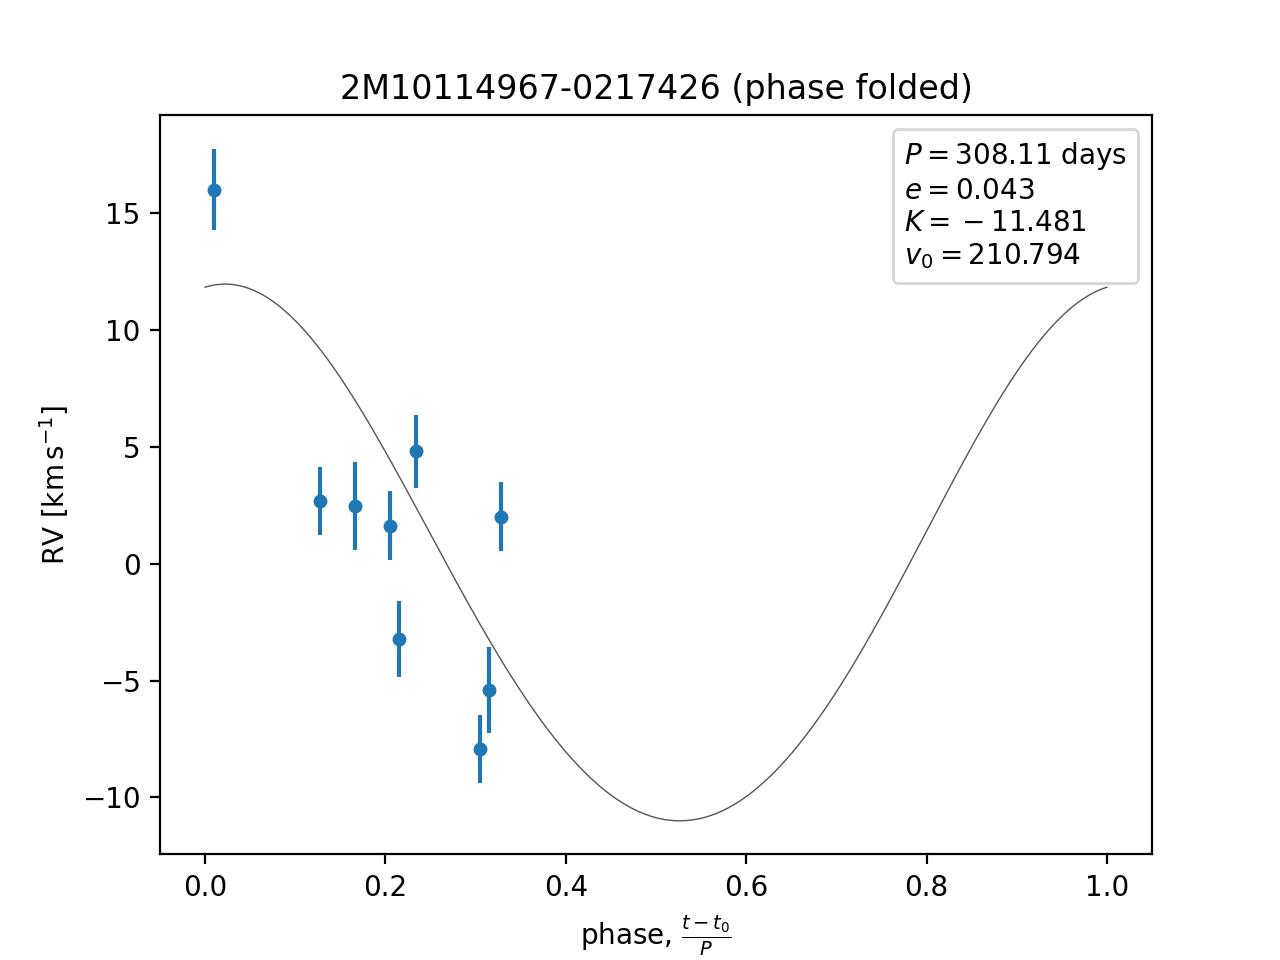 2M10114967-0217426 (phase folded)
P = 308.11 days
e = 0.043
K = −11.481
v₀ = 210.794
RV [km s⁻¹]
15
10
5
0
−5
−10
0.0 0.2 0.4 0.6 0.8 1.0
phase, (t − t₀)/P